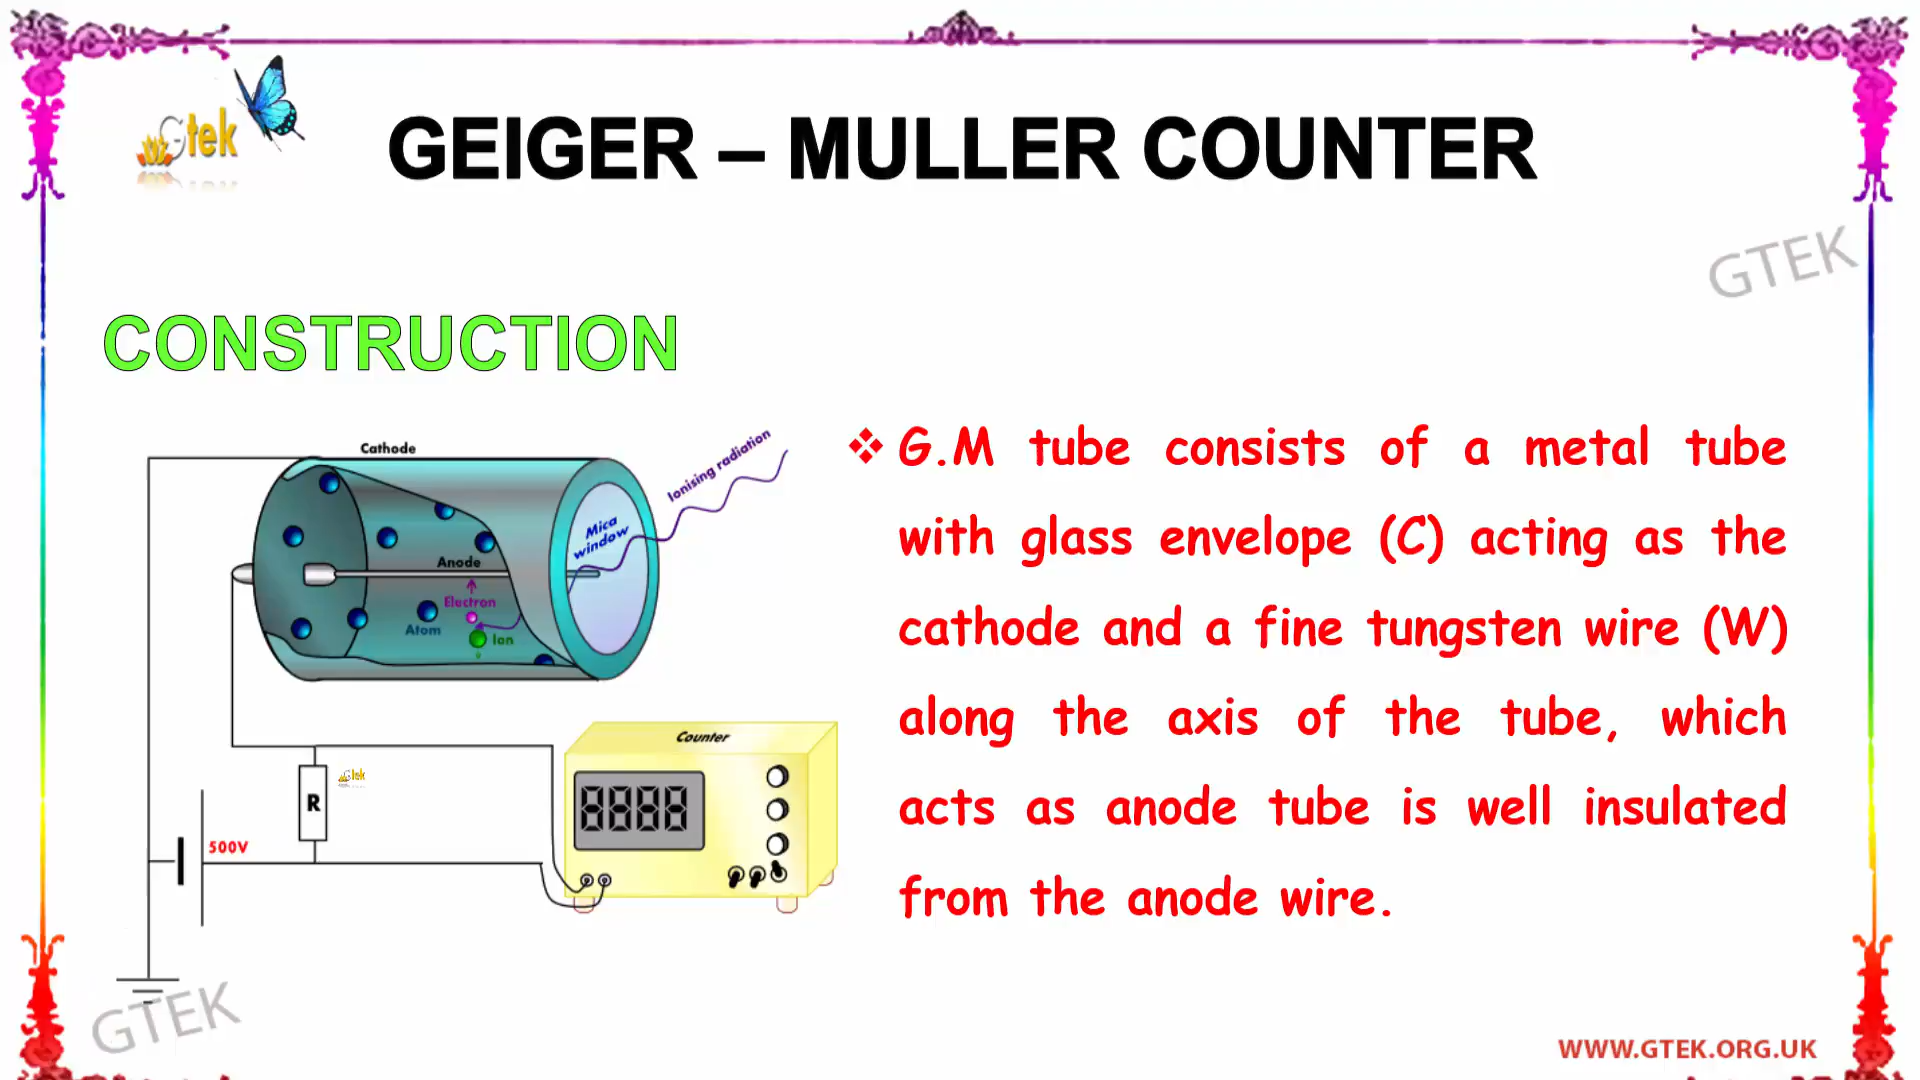 Gtek
GEIGER – MULLER COUNTER
GTEK
CONSTRUCTION
Cathode
Ionising radiation
Mica
window
Anode
Electron
Atom
Ian
Counter
8888
R
Gtek
500V
❖ G.M tube consists of a metal tube
with glass envelope (C) acting as the
cathode and a fine tungsten wire (W)
along the axis of the tube, which
acts as anode tube is well insulated
from the anode wire.
GTEK
WWW.GTEK.ORG.UK